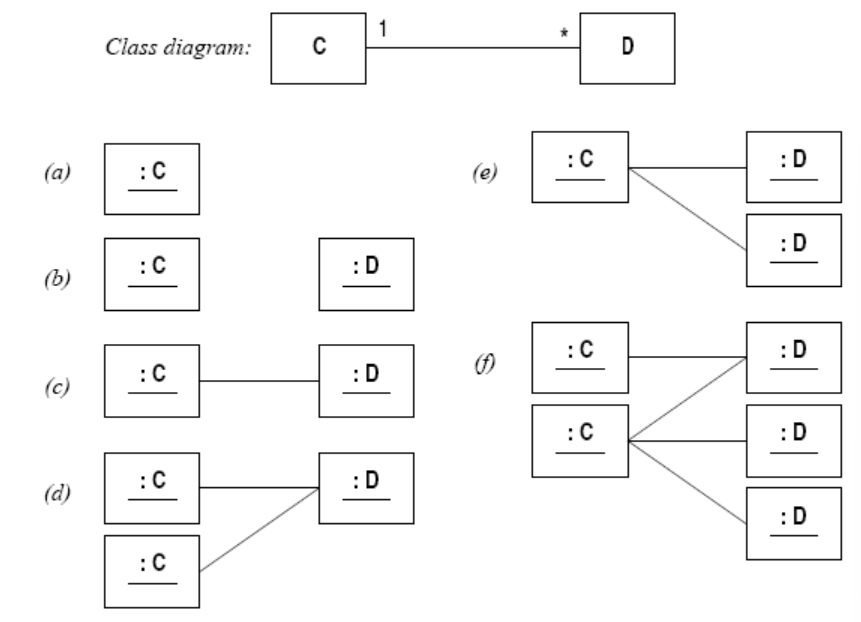 Class diagram: C 1 * D
(a) : C
(b) : C : D
(c) : C : D
(d) : C : D
: C
(e) : C : D
: D
(f) : C : D
: C : D
: D